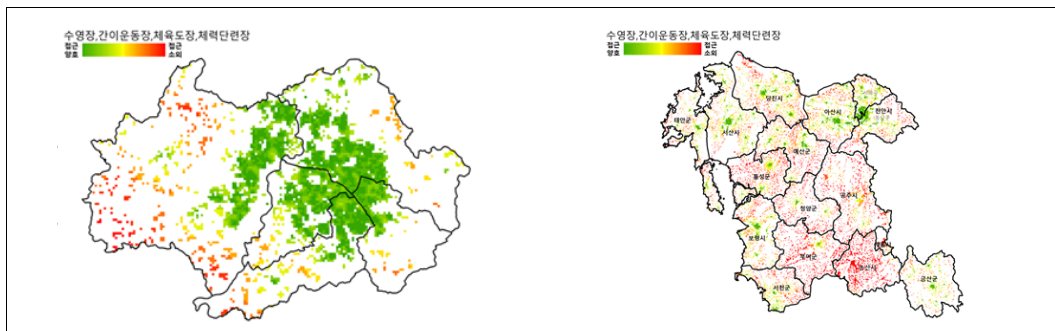 수영장,간이운동장,체육도장,체력단련장
접근 양호
접근 소외
수영장,간이운동장,체육도장,체력단련장
접근 양호
접근 소외
당진시
태안군
서산시
아산시
천안시
예산군
홍성군
공주시
청양군
보령시
부여군
논산시
서천군
금산군